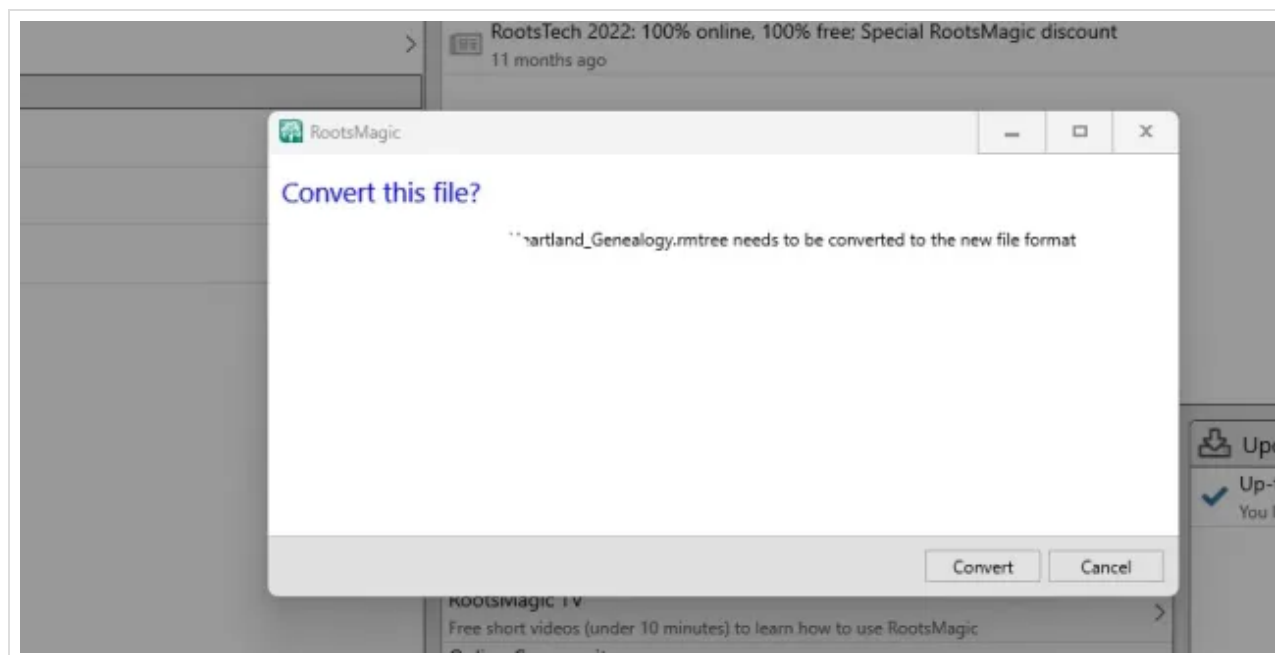 RootsTech 2022: 100% online, 100% free; Special RootsMagic discount
11 months ago
RootsMagic
Convert this file?
artland_Genealogy.rmtree needs to be converted to the new file format
Up-
You
Convert
Cancel
RootsMagic TV
Free short videos (under 10 minutes) to learn how to use RootsMagic